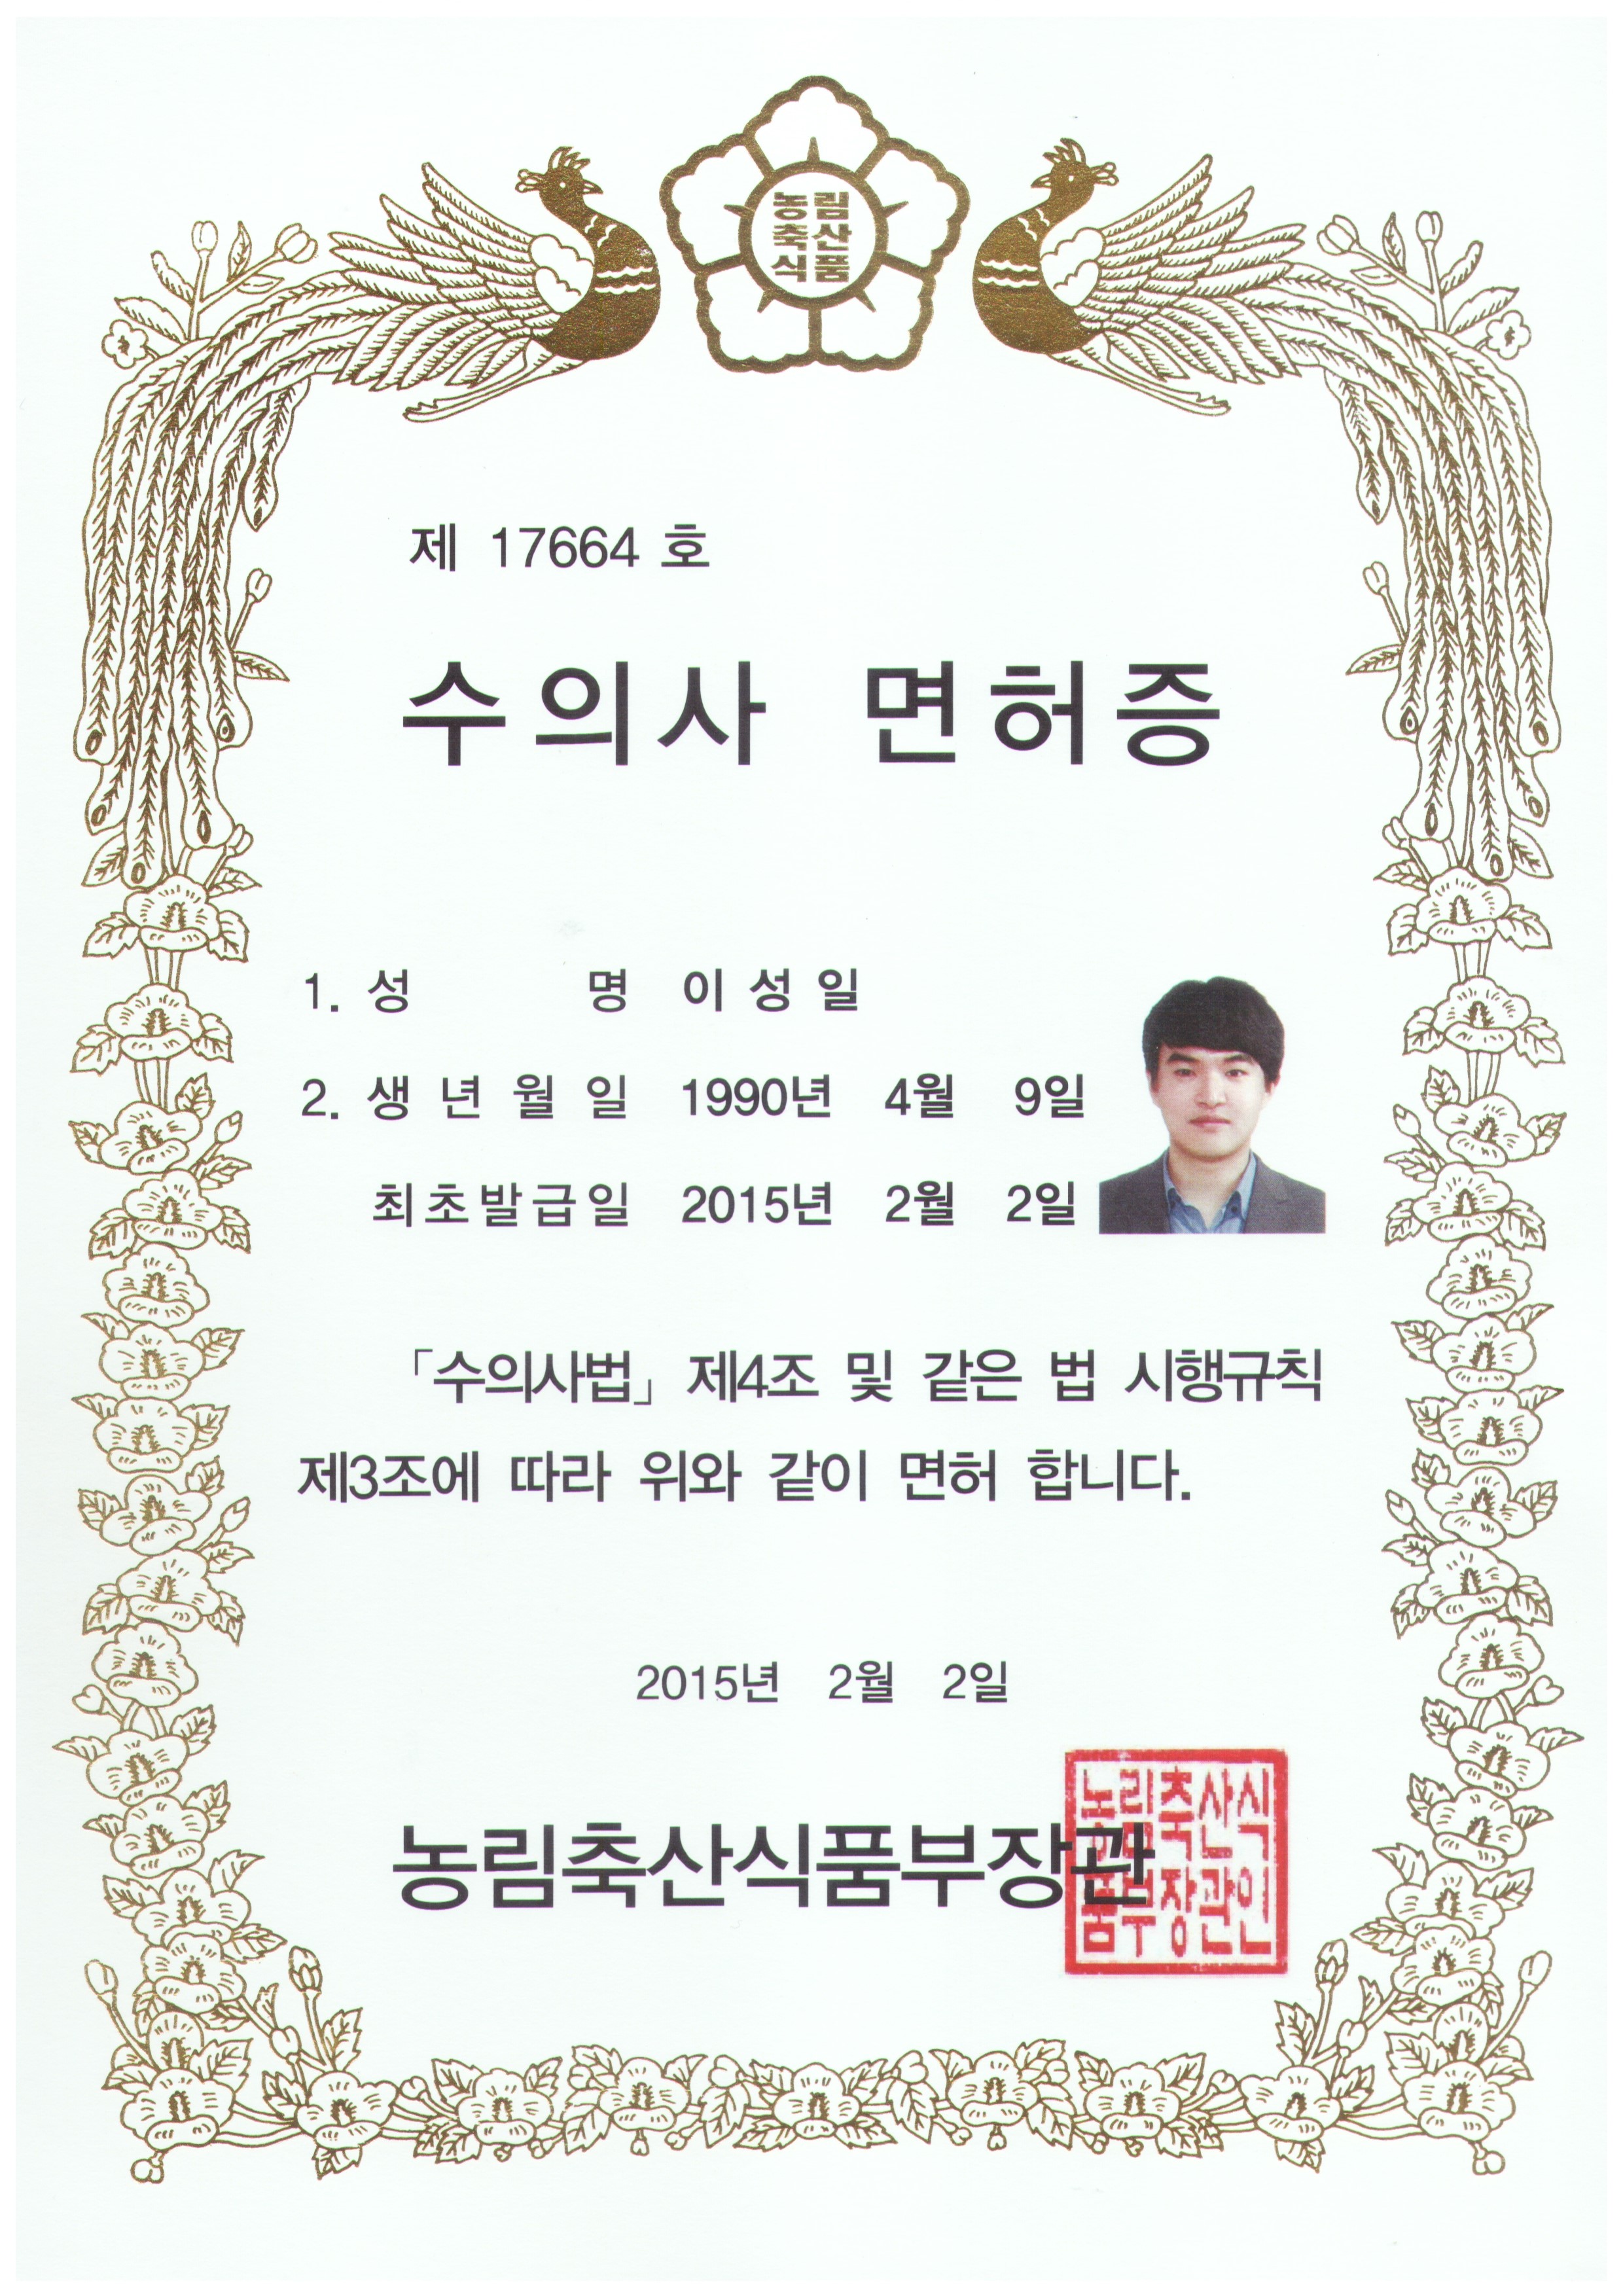 농림
축산
식품
제 17664 호
수의사 면허증
1. 성 명 이 성 일
2. 생 년 월 일 1990년 4월 9일
최초발급일 2015년 2월 2일
「수의사법」 제4조 및 같은 법 시행규칙
제3조에 따라 위와 같이 면허 합니다.
2015년 2월 2일
농림축산식품부장관
농림축산식
품부장관인